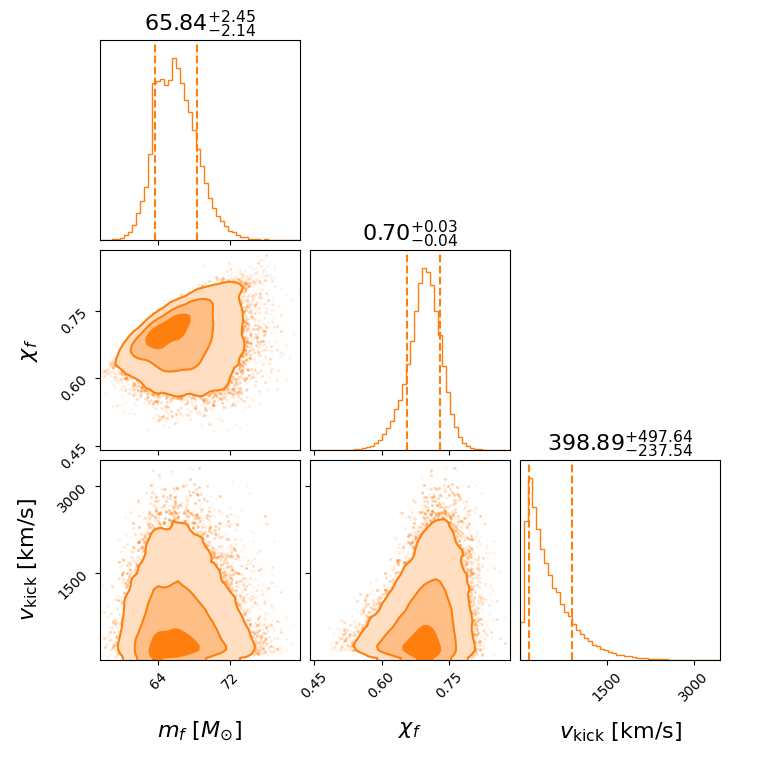 65.84+2.45−2.14
0.70+0.03−0.04
χf
0.75
0.60
0.45
398.89+497.64−237.54
vkick [km/s]
3000
1500
64 72
0.45 0.60 0.75
1500 3000
mf [M⊙]
χf
vkick [km/s]